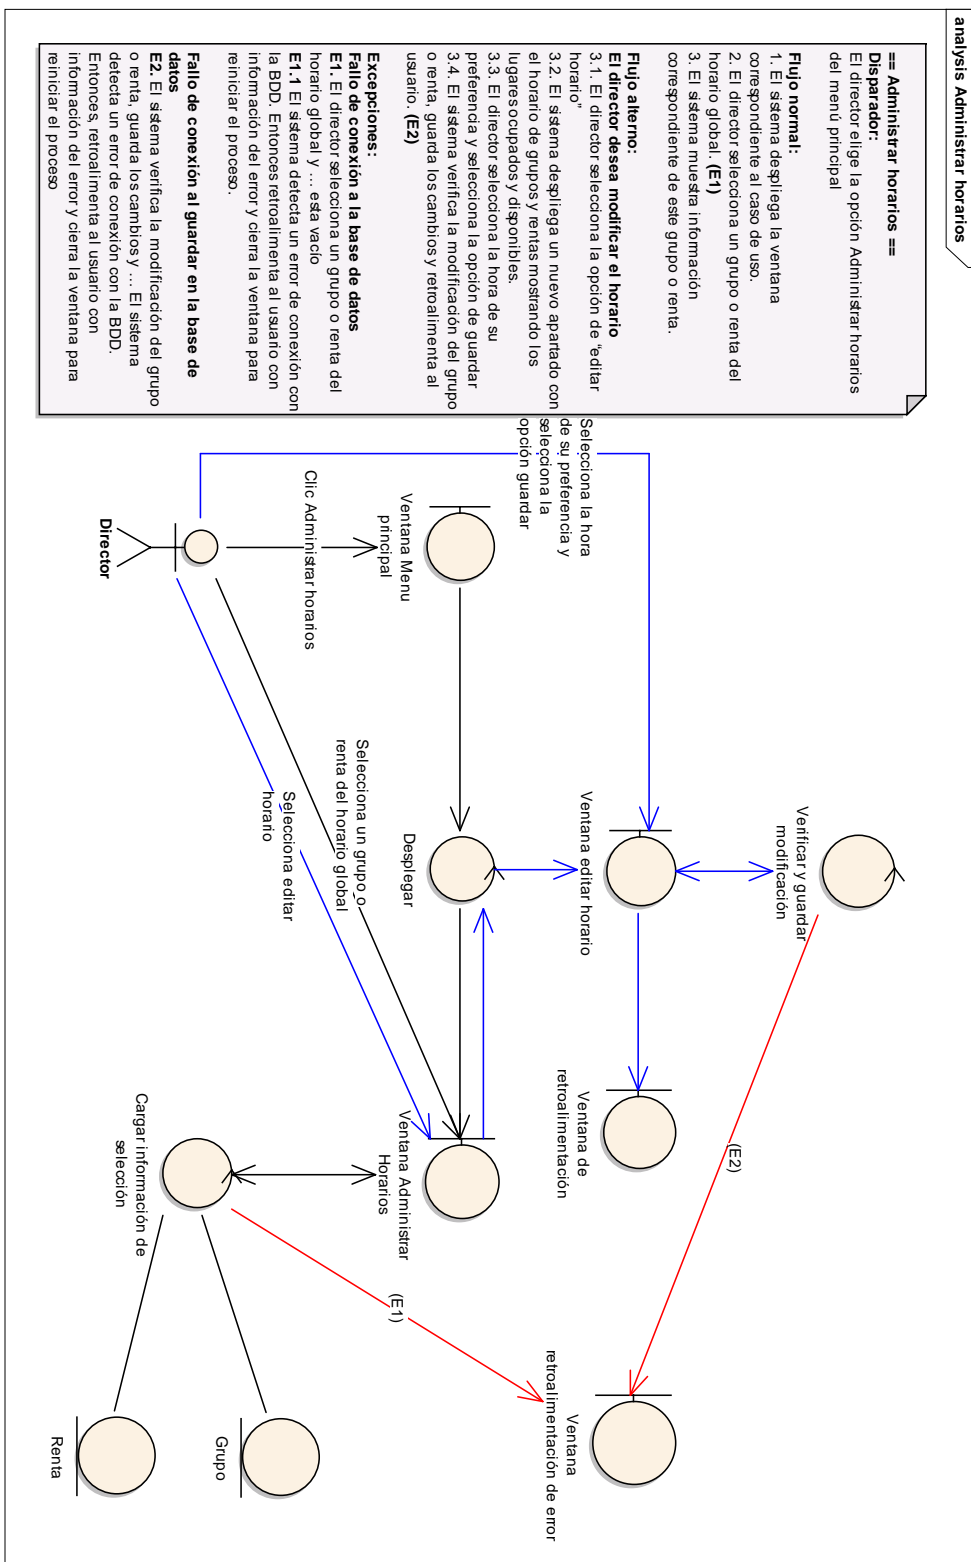 analysis Administrar horarios
== Administrar horarios ==
Disparador:
El director elige la opción Administrar horarios
del menú principal
Flujo normal:
1. El sistema despliega la ventana
correspondiente al caso de uso.
2. El director selecciona un grupo o renta del
horario global. (E1)
3. El sistema muestra información
correspondiente de este grupo o renta.
Flujo alterno:
El director desea modificar el horario
3.1. El director selecciona la opción de "editar
horario"
3.2. El sistema despliega un nuevo apartado con
el horario de grupos y rentas mostrando los
lugares ocupados y disponibles.
3.3. El director selecciona la hora de su
preferencia y selecciona la opción de guardar
3.4. El sistema verifica la modificación del grupo
o renta, guarda los cambios y retroalimenta al
usuario. (E2)
Excepciones:
Fallo de conexión a la base de datos
E1. El director selecciona un grupo o renta del
horario global y ... esta vacío
E1.1 El sistema detecta un error de conexión con
la BDD. Entonces retroalimenta al usuario con
información del error y cierra la ventana para
reiniciar el proceso.
Fallo de conexión al guardar en la base de
datos
E2. El sistema verifica la modificación del grupo
o renta, guarda los cambios y ... El sistema
detecta un error de conexión con la BDD.
Entonces, retroalimenta al usuario con
información del error y cierra la ventana para
reiniciar el proceso
Verificar y guardar
modificación
(E2)
Selecciona la hora
de su preferencia y
selecciona la
opción guardar
Ventana editar horario
Ventana de
retroalimentación
Ventana
retroalimentación de error
Ventana Menu
principal
Desplegar
Ventana Administrar
Horarios
(E1)
Clic Administrar horarios
Selecciona un grupo o
renta del horario global
Selecciona editar
horario
Director
Cargar información de
selección
Grupo
Renta